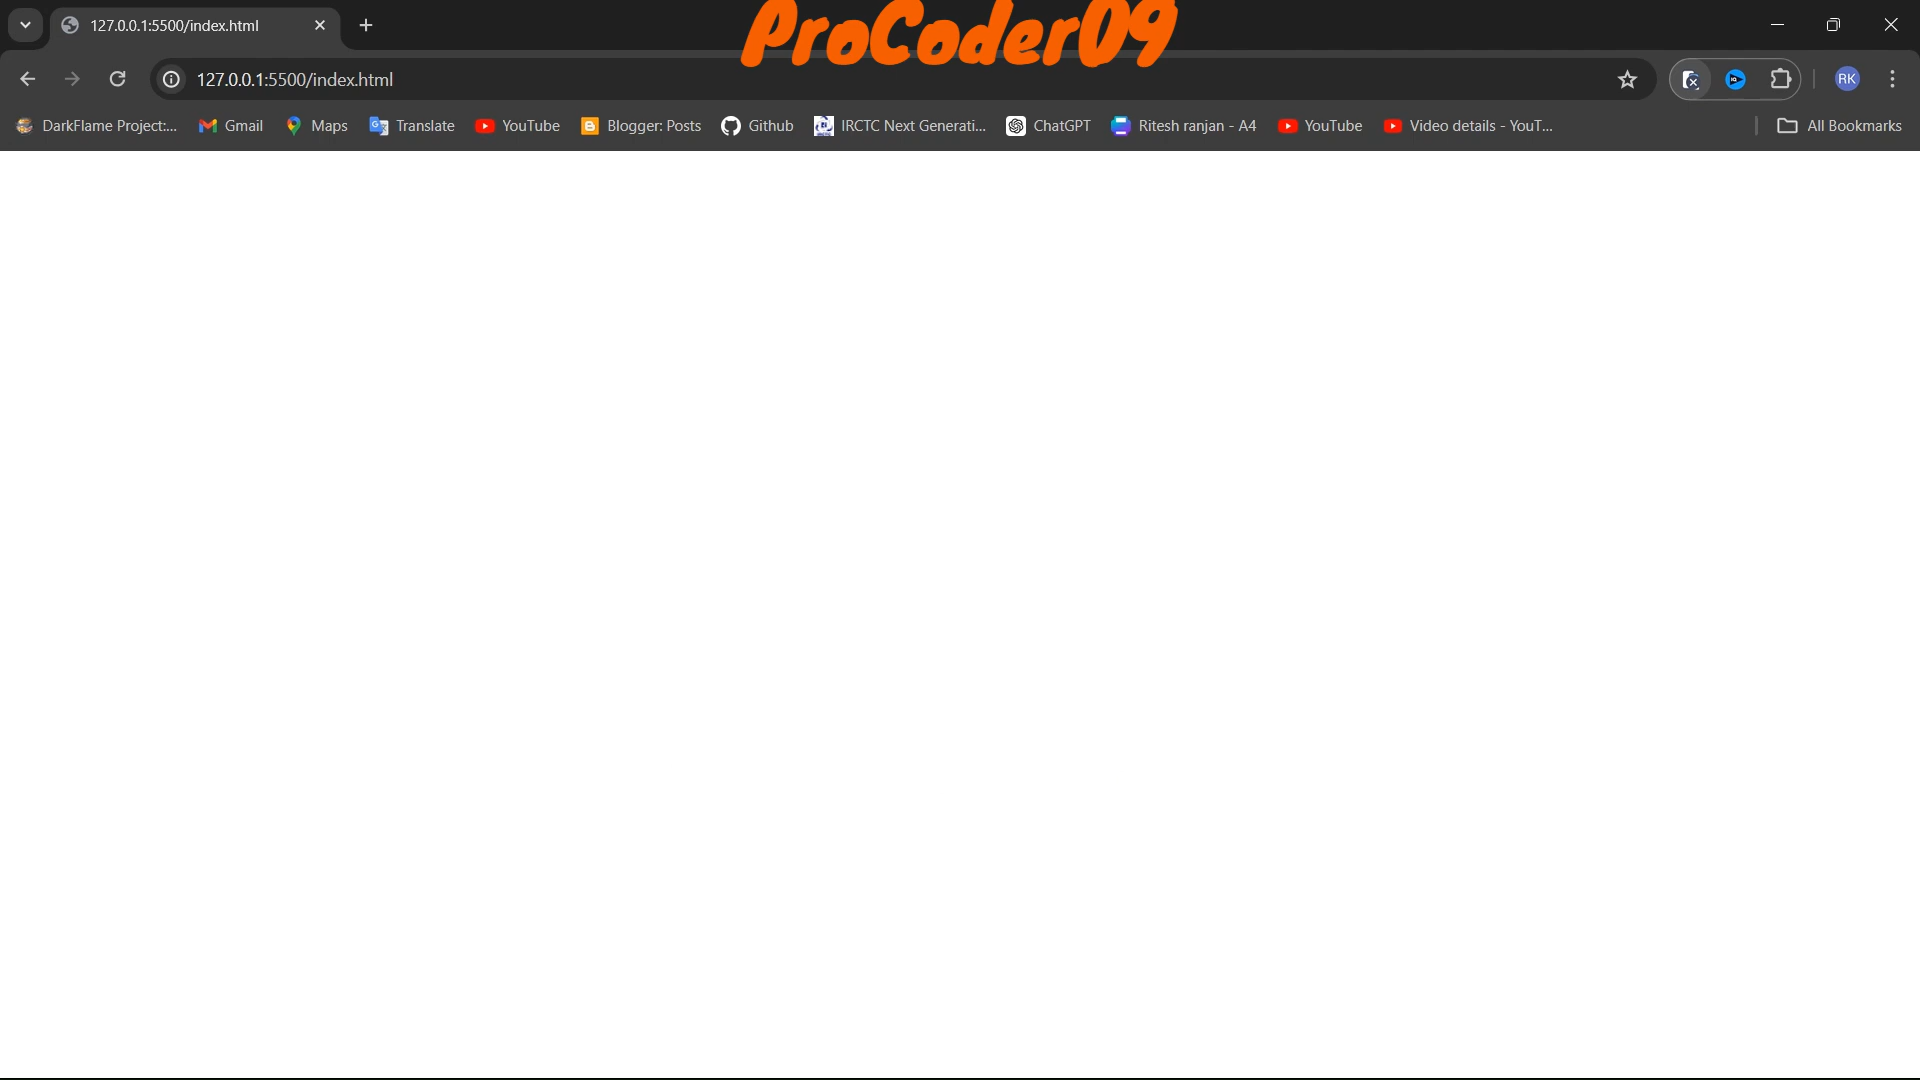 127.0.0.1:5500/index.html
ProCoder09
127.0.0.1:5500/index.html
RK
DarkFlame Project:... Gmail Maps Translate YouTube Blogger: Posts Github IRCTC Next Generati... ChatGPT Ritesh ranjan - A4 YouTube Video details - YouT... All Bookmarks